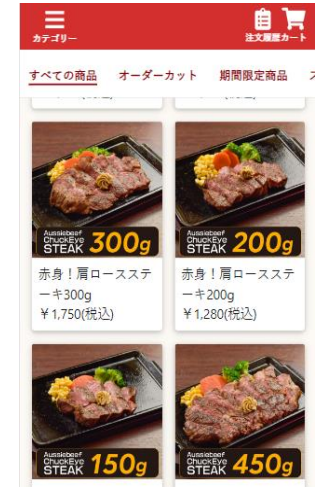 カテゴリー
注文履歴
カート
すべての商品
オーダーカット
期間限定商品
Aussiebeef
ChuckEye
STEAK 300g
赤身！肩ロースステ
ーキ300g
￥1,750(税込)
Aussiebeef
ChuckEye
STEAK 200g
赤身！肩ロースステ
ーキ200g
￥1,280(税込)
Aussiebeef
ChuckEye
STEAK 150g
Aussiebeef
ChuckEye
STEAK 450g